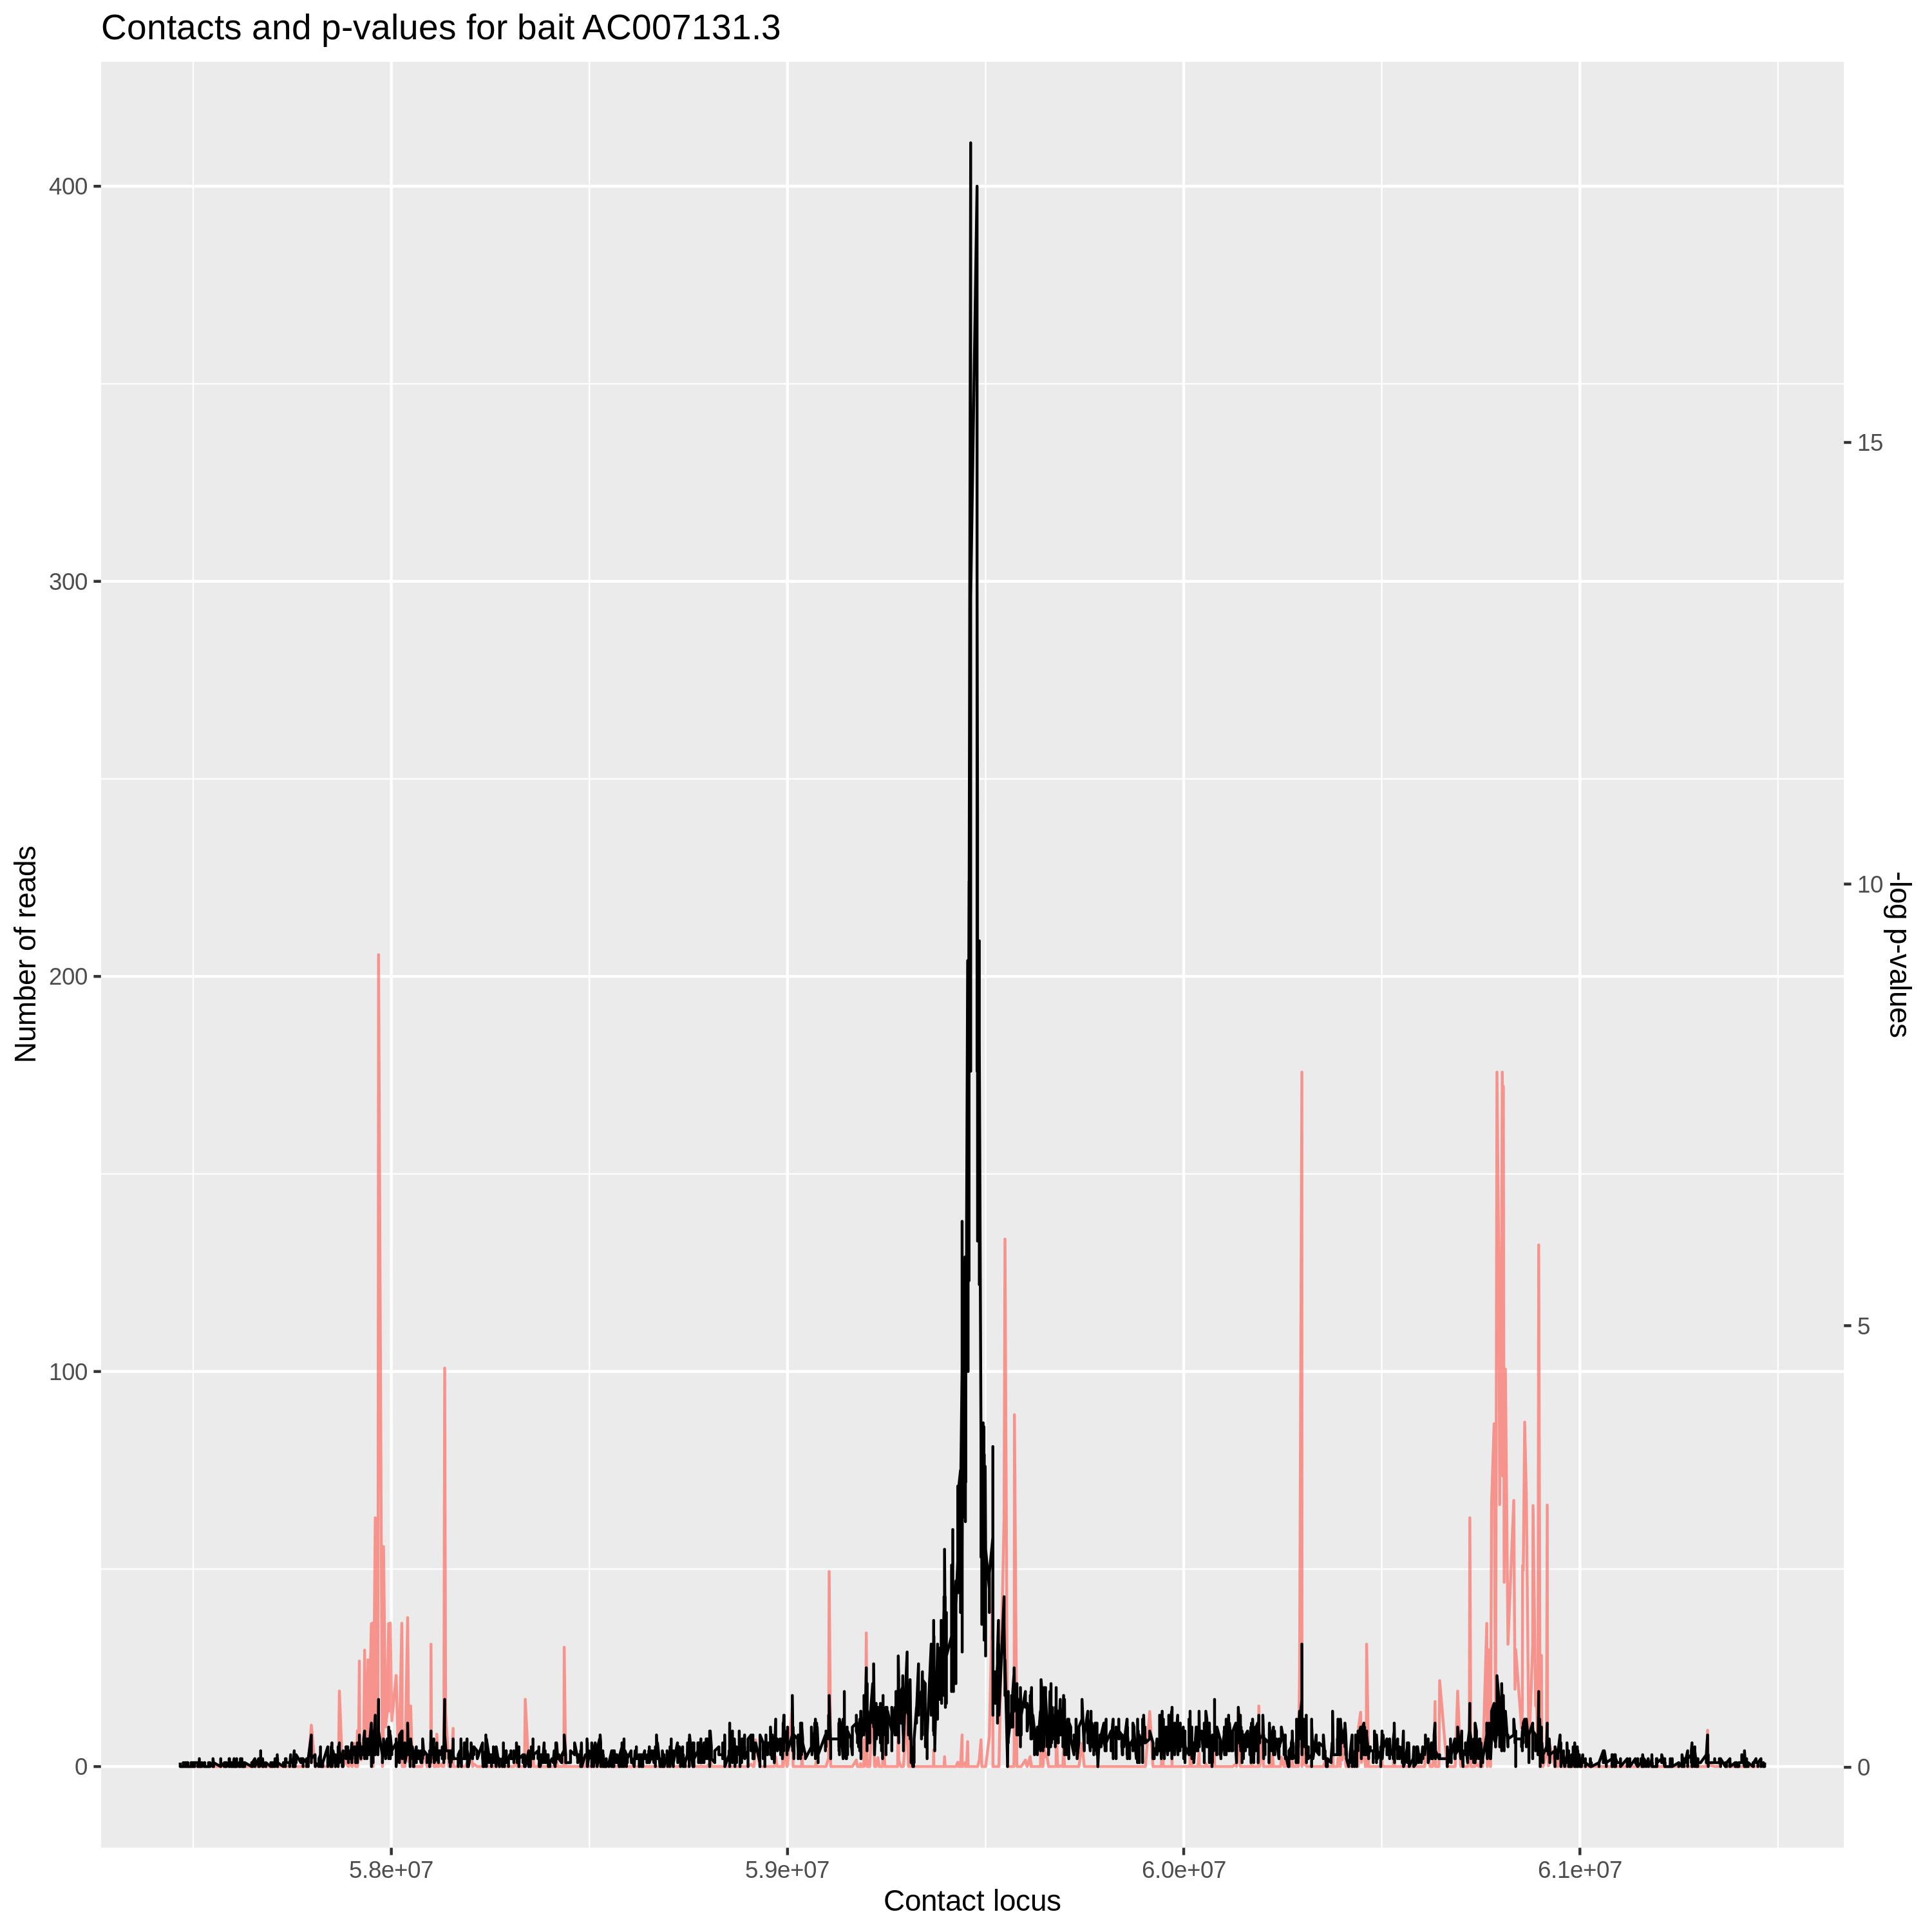 Contacts and p-values for bait AC007131.3
400
300
200
100
0
Number of reads
15
10
5
0
-log p-values
5.8e+07
5.9e+07
6.0e+07
6.1e+07
Contact locus